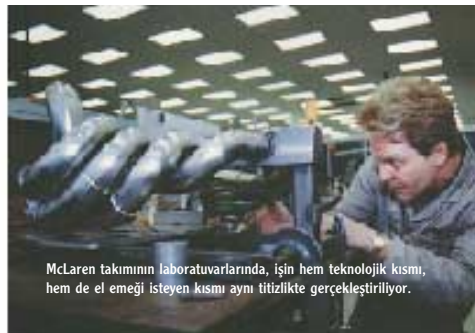 McLaren takımının laboratuvarlarında, işin hem teknolojik kısmı,
hem de el emeği isteyen kısmı aynı titizlikte gerçekleştiriliyor.